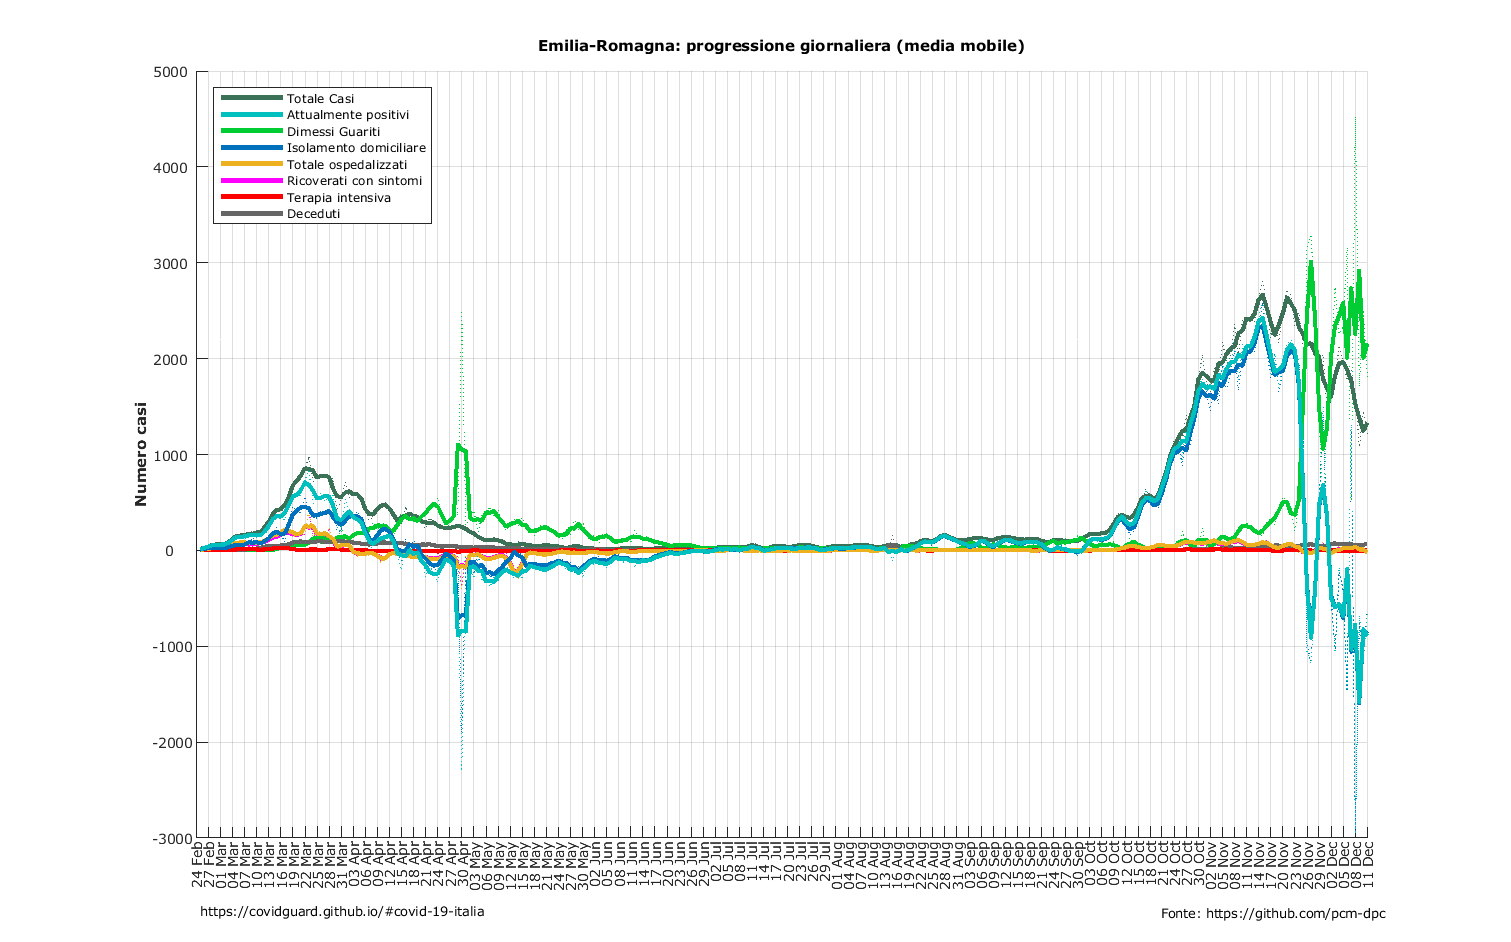 Emilia-Romagna: progressione giornaliera (media mobile)
5000
4000
3000
2000
1000
0
-1000
-2000
-3000
Numero casi
Totale Casi
Attualmente positivi
Dimessi Guariti
Isolamento domiciliare
Totale ospedalizzati
Ricoverati con sintomi
Terapia intensiva
Deceduti
24 Feb
27 Feb
01 Mar
04 Mar
07 Mar
10 Mar
13 Mar
16 Mar
19 Mar
22 Mar
25 Mar
28 Mar
31 Mar
03 Apr
06 Apr
09 Apr
12 Apr
15 Apr
18 Apr
21 Apr
24 Apr
27 Apr
30 Apr
03 May
06 May
09 May
12 May
15 May
18 May
21 May
24 May
27 May
30 May
02 Jun
05 Jun
08 Jun
11 Jun
14 Jun
17 Jun
20 Jun
23 Jun
26 Jun
29 Jun
02 Jul
05 Jul
08 Jul
11 Jul
14 Jul
17 Jul
20 Jul
23 Jul
26 Jul
29 Jul
01 Aug
04 Aug
07 Aug
10 Aug
13 Aug
16 Aug
19 Aug
22 Aug
25 Aug
28 Aug
31 Aug
03 Sep
06 Sep
09 Sep
12 Sep
15 Sep
18 Sep
21 Sep
24 Sep
27 Sep
30 Sep
03 Oct
06 Oct
09 Oct
12 Oct
15 Oct
18 Oct
21 Oct
24 Oct
27 Oct
30 Oct
02 Nov
05 Nov
08 Nov
11 Nov
14 Nov
17 Nov
20 Nov
23 Nov
26 Nov
29 Nov
02 Dec
05 Dec
08 Dec
11 Dec
https://covidguard.github.io/#covid-19-italia
Fonte: https://github.com/pcm-dpc